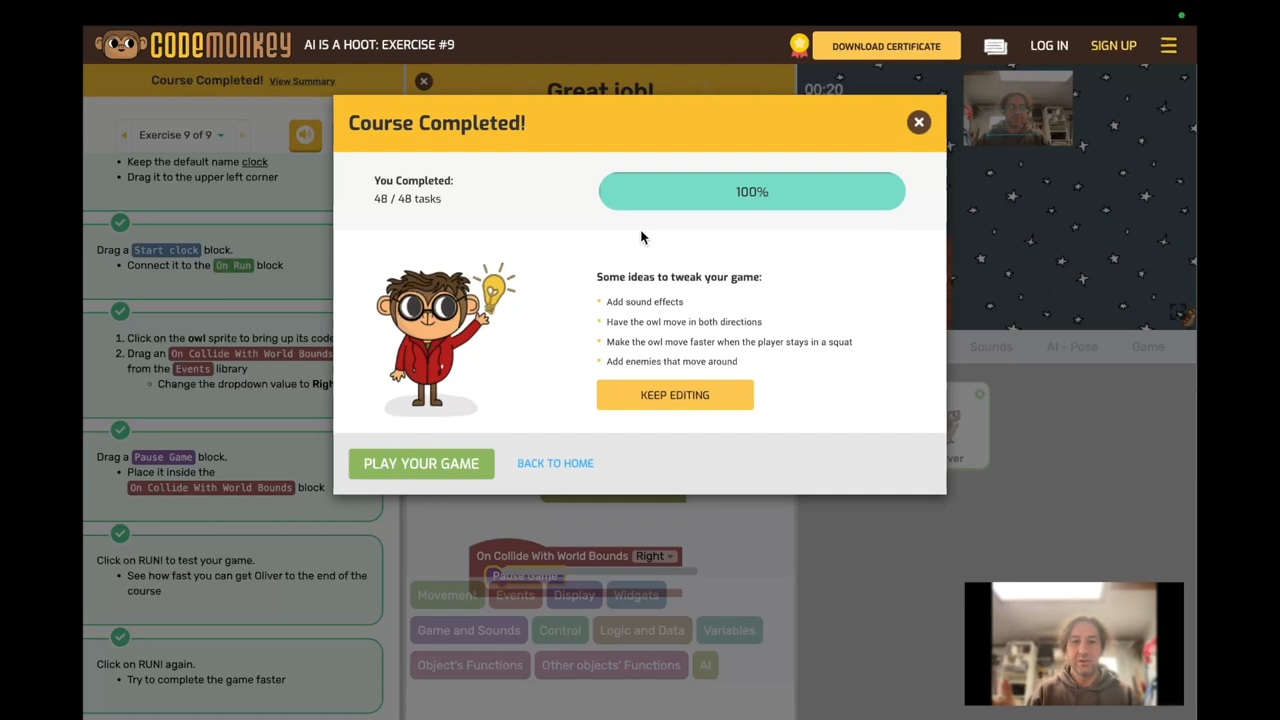 CODEMONKEY
AI IS A HOOT: EXERCISE #9
DOWNLOAD CERTIFICATE
LOG IN
SIGN UP
Course Completed! View Summary
Great job!
00:20
Exercise 9 of 9
Keep the default name clock
Drag it to the upper left corner
Drag a Start clock block.
Connect it to the On Run block
1. Click on the owl sprite to bring up its code
2. Drag an On Collide With World Bounds
from the Events library
Change the dropdown value to Righ
Drag a Pause Game block.
Place it inside the
On Collide With World Bounds block
Click on RUN! to test your game.
See how fast you can get Oliver to the end of the
course
Click on RUN! again.
Try to complete the game faster
Course Completed!
You Completed:
48 / 48 tasks
100%
Some ideas to tweak your game:
Add sound effects
Have the owl move in both directions
Make the owl move faster when the player stays in a squat
Add enemies that move around
KEEP EDITING
PLAY YOUR GAME
BACK TO HOME
On Collide With World Bounds Right
Pause Game
Movement
Events
Display
Widgets
Game and Sounds
Control
Logic and Data
Variables
Object's Functions
Other objects' Functions
AI
Sounds
AI - Pose
Game
ver